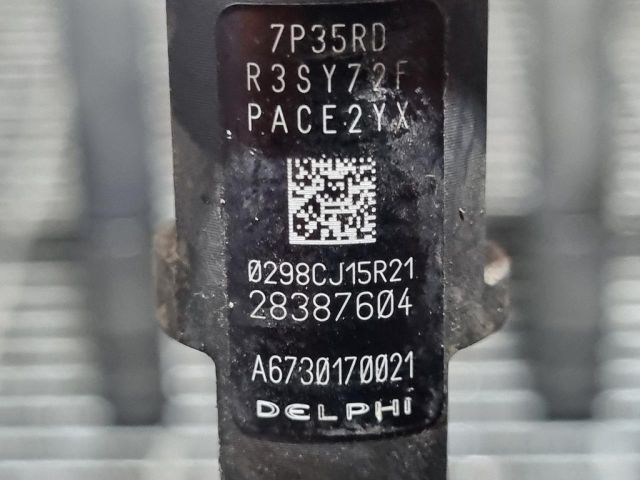 7P35RD
R3SY72F
PACE2YX
0298CJ15R21
28387604
A6730170021
DELPHI